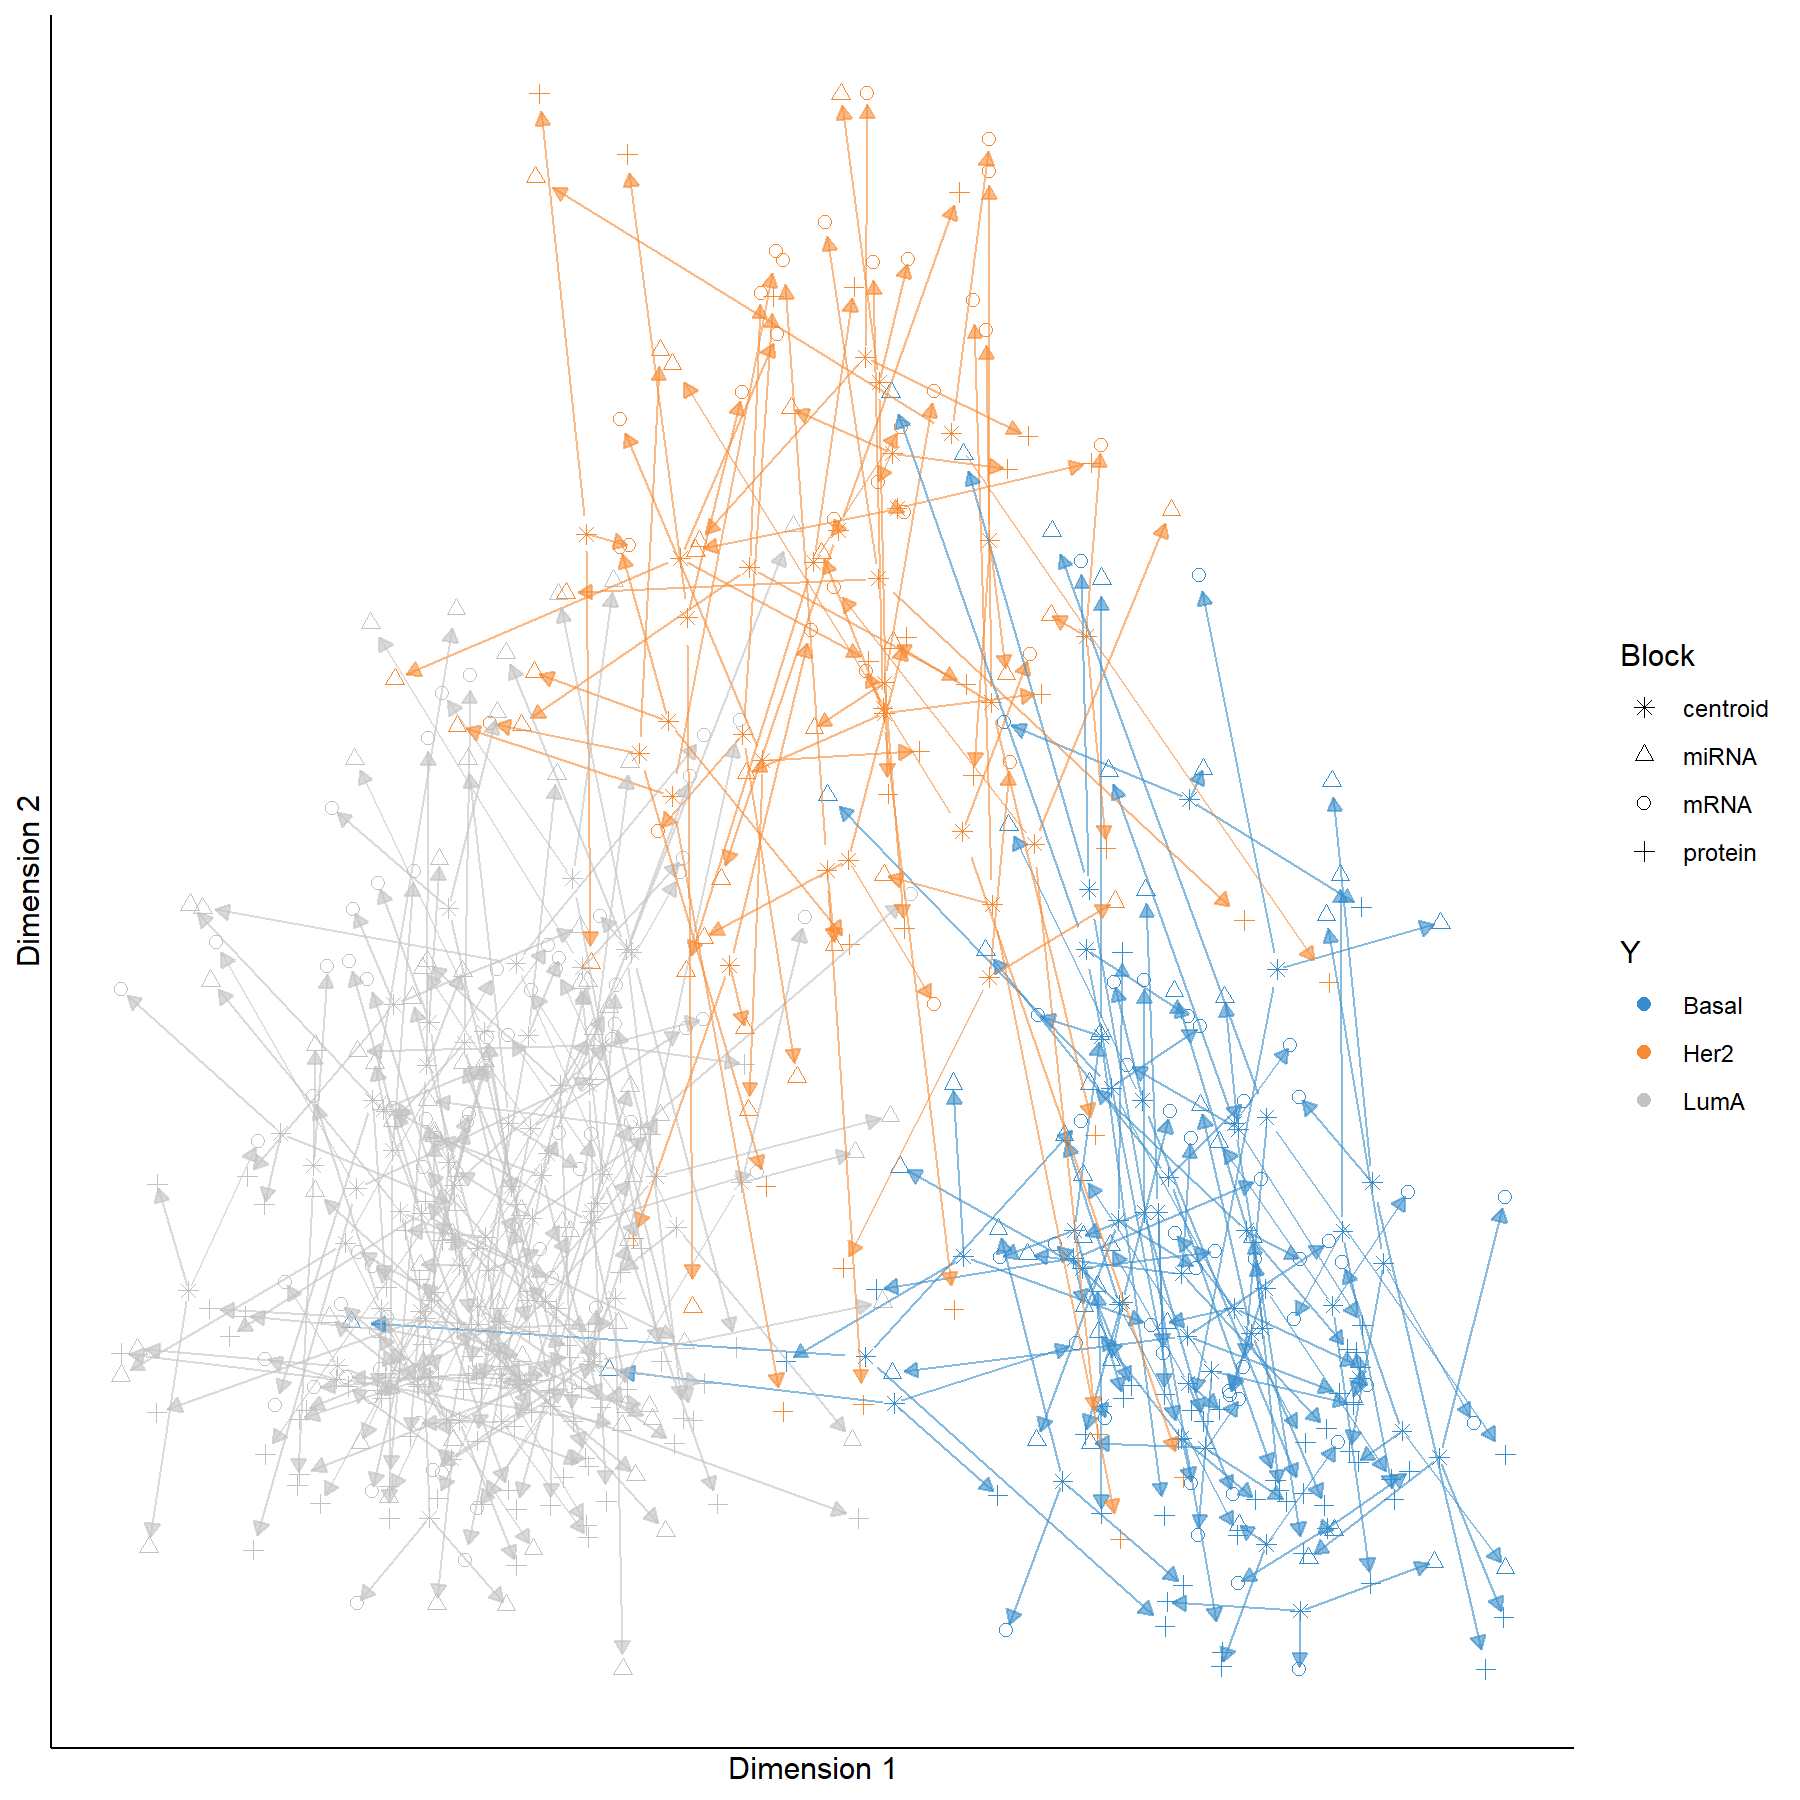 Dimension 2
Dimension 1
Block
centroid
miRNA
mRNA
protein
Y
Basal
Her2
LumA